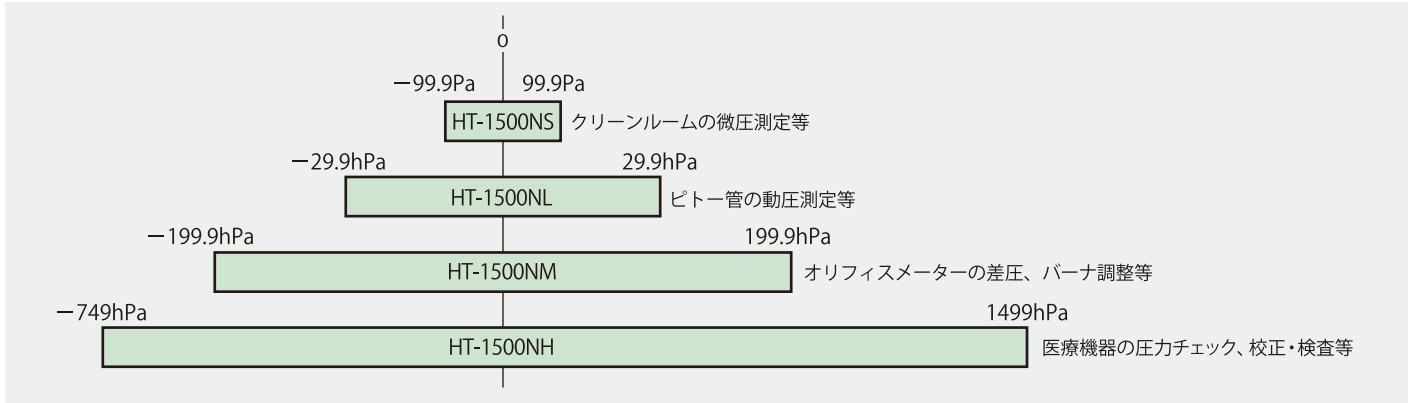 0
−99.9Pa 99.9Pa
HT-1500NS クリーンルームの微圧測定等
−29.9hPa 29.9hPa
HT-1500NL ピトー管の動圧測定等
−199.9hPa 199.9hPa
HT-1500NM オリフィスメーターの差圧、バーナ調整等
−749hPa 1499hPa
HT-1500NH 医療機器の圧力チェック、校正・検査等